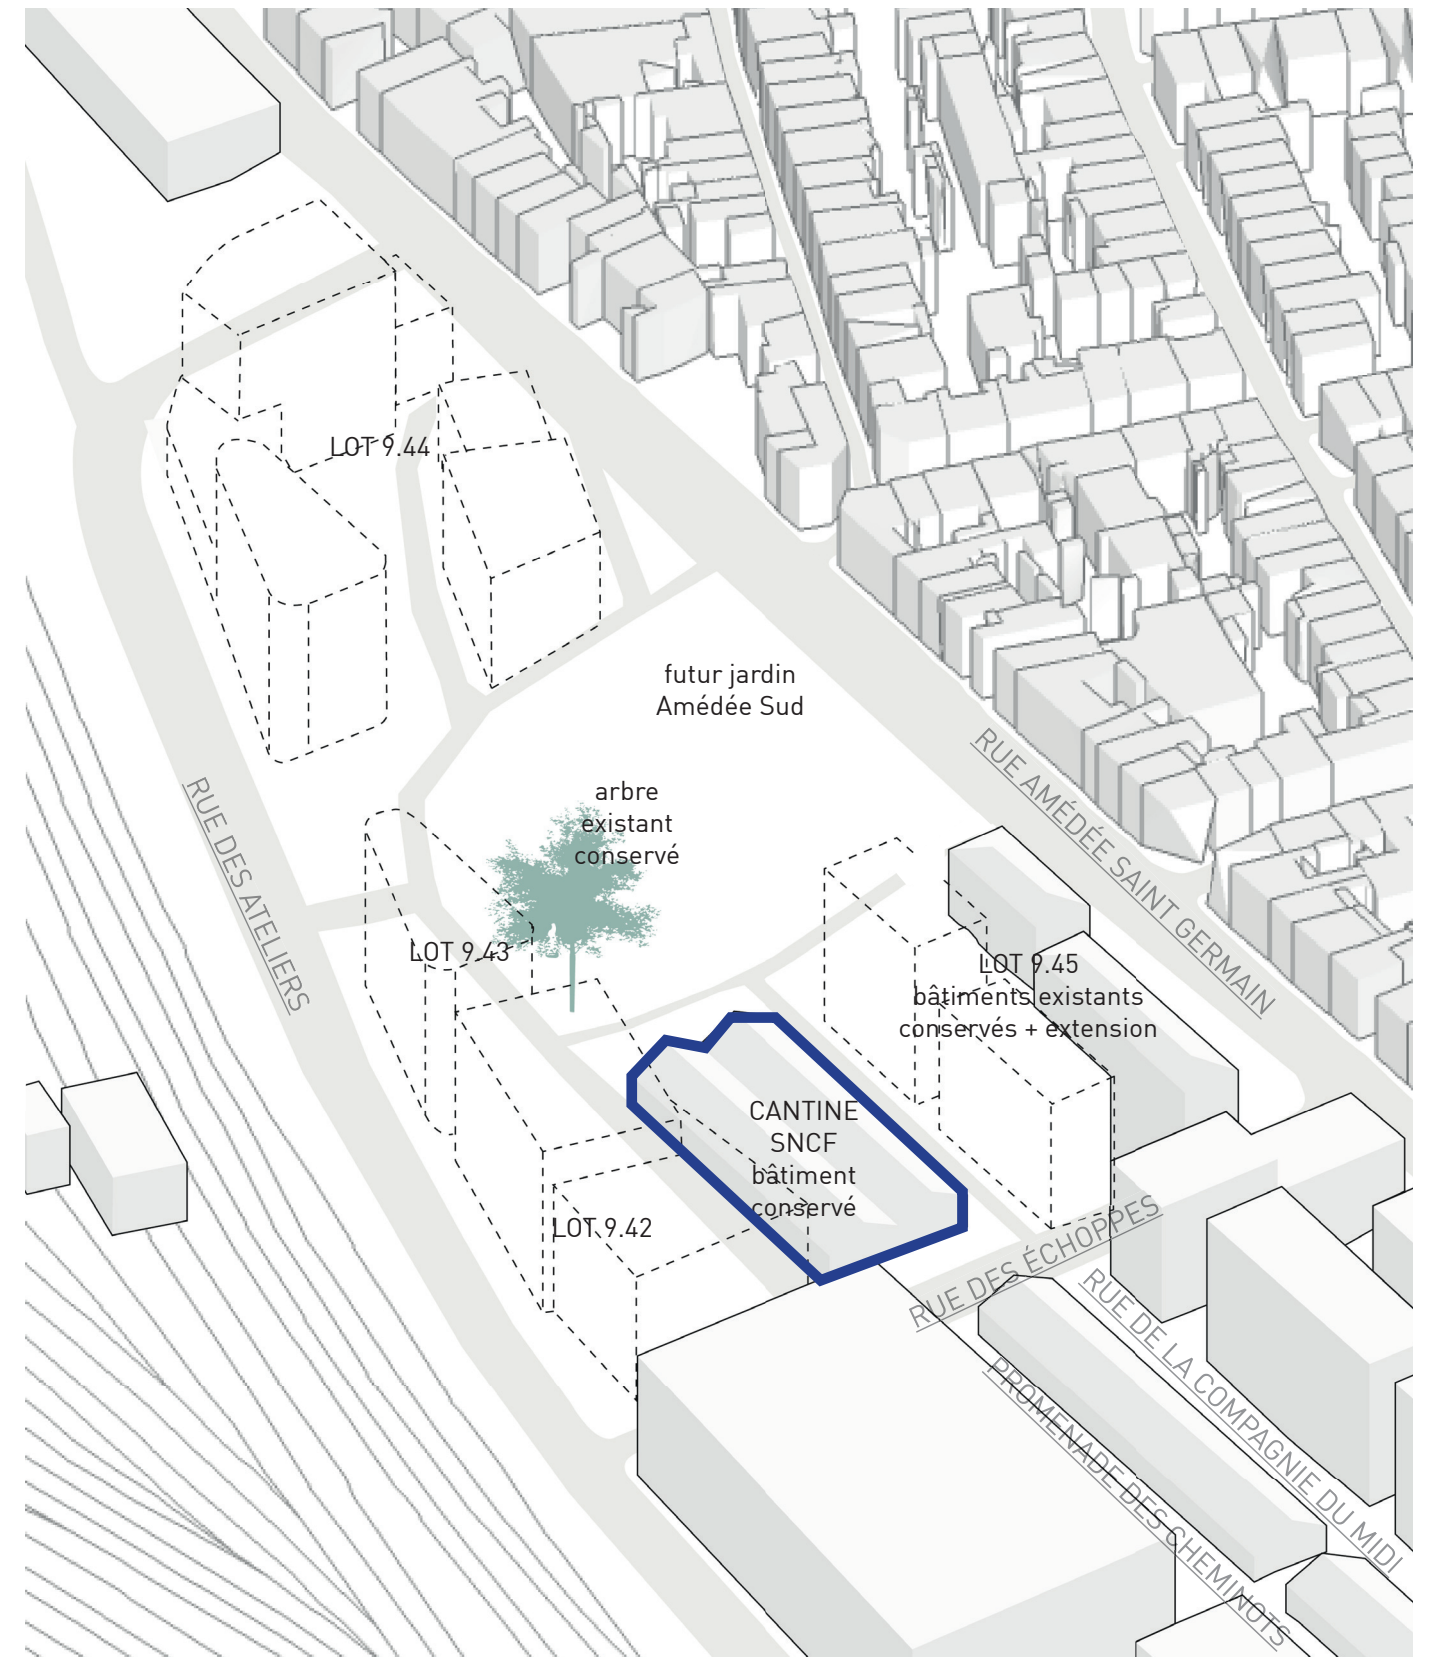 LOT 9.44
futur jardin
Amédée Sud
RUE AMÉDÉE SAINT GERMAIN
arbre
existant
conservé
RUE DES ATELIERS
LOT 9.43
LOT 9.45
bâtiments existants
conservés + extension
CANTINE
SNCF
bâtiment
conservé
LOT 9.42
RUE DES ÉCHOPPES
RUE DE LA COMPAGNIE DU MIDI
PROMENADE DES CHEMINOTS